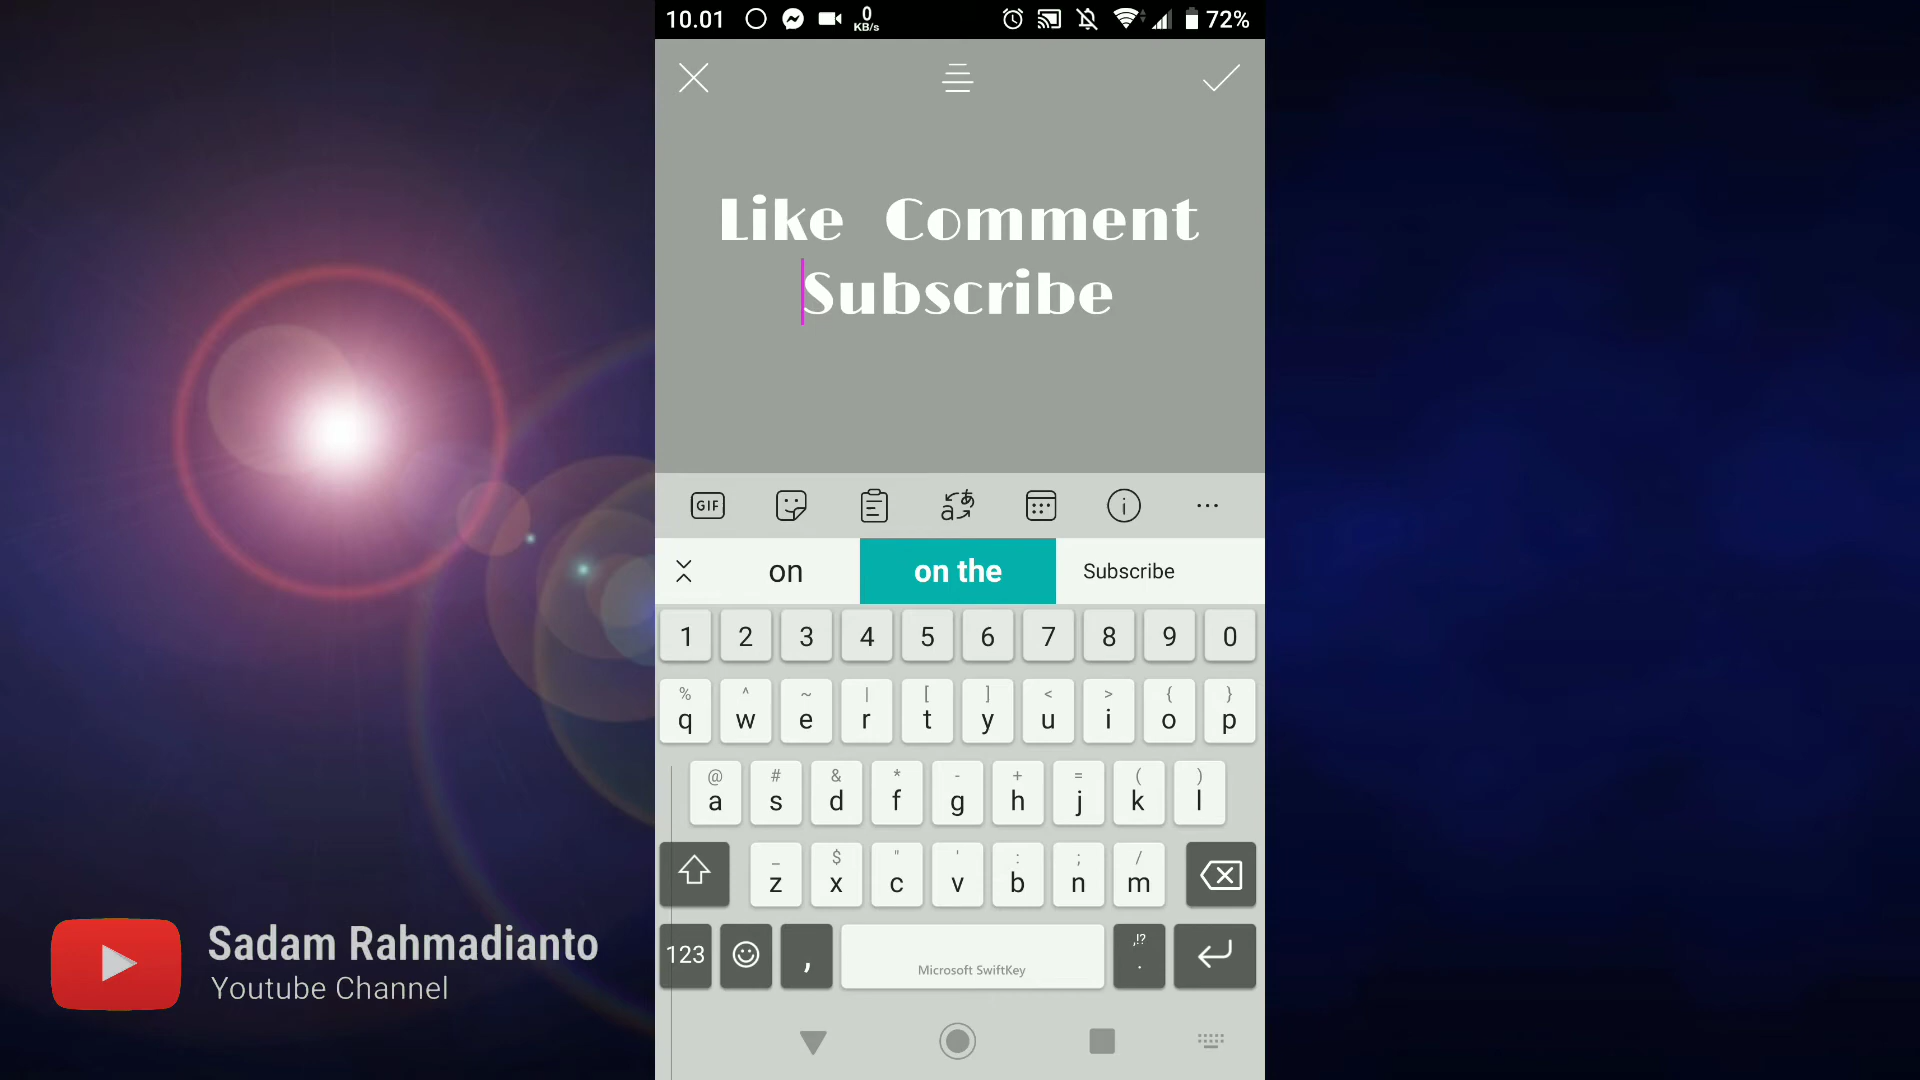 10.01 0 KB/s 72%
Like Comment
Subscribe
GIF
on on the Subscribe
1 2 3 4 5 6 7 8 9 0
% ^ ~ | [ ] < > { }
q w e r t y u i o p
@ # & * - + = ( )
a s d f g h j k l
_ $ " ' : ; /
z x c v b n m
123 , Microsoft SwiftKey ,!? .
Sadam Rahmadianto
Youtube Channel